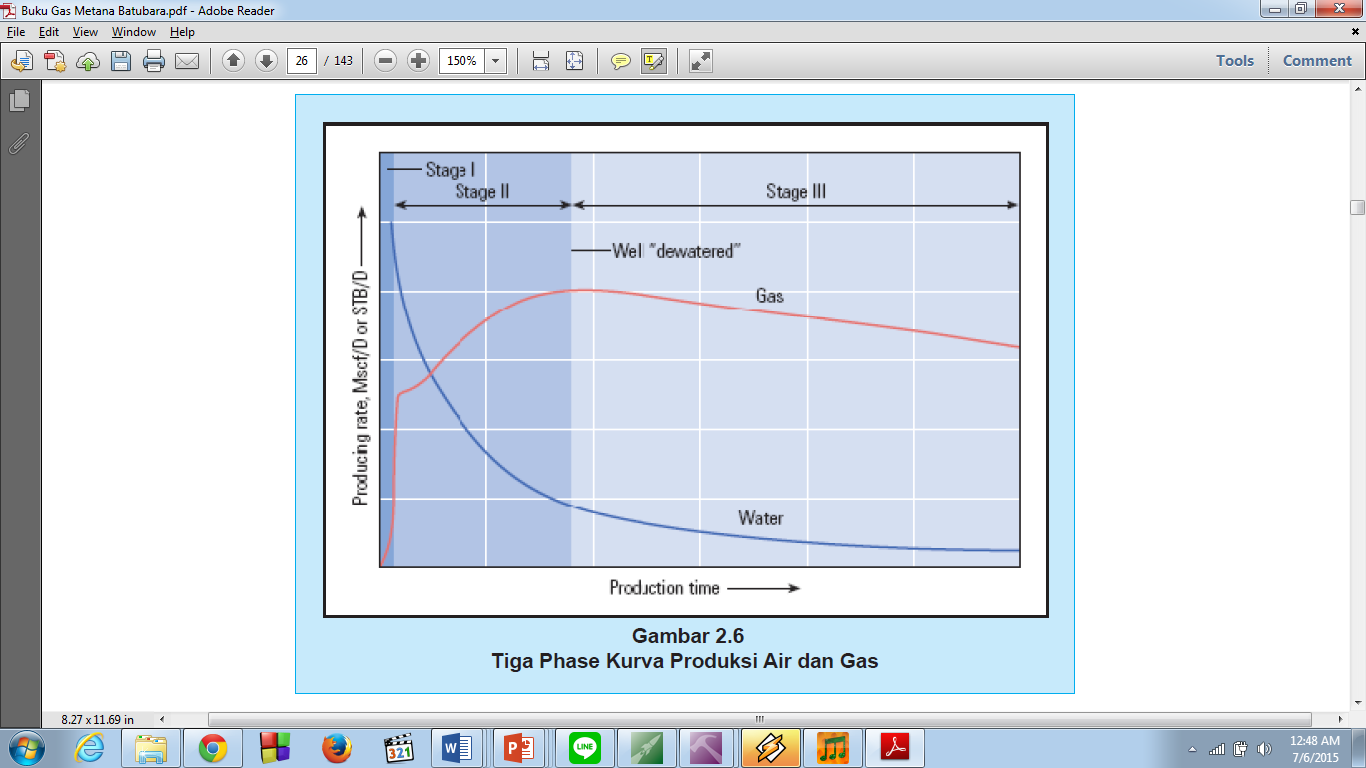 Buku Gas Metana Batubara.pdf - Adobe Reader
File Edit View Window Help
26 / 143 150% Tools Comment
Stage I
Stage II Stage III
Well "dewatered"
Gas
Producing rate, Mscf/D or STB/D
Water
Production time
Gambar 2.6
Tiga Phase Kurva Produksi Air dan Gas
8.27 x 11.69 in
321
W P LINE
12:48 AM
7/6/2015